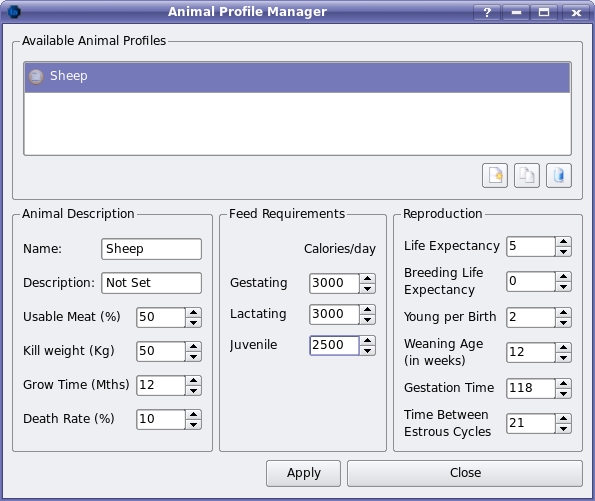 Animal Profile Manager
Available Animal Profiles
Sheep
Animal Description
Name: Sheep
Description: Not Set
Usable Meat (%) 50
Kill weight (Kg) 50
Grow Time (Mths) 12
Death Rate (%) 10
Feed Requirements
Calories/day
Gestating 3000
Lactating 3000
Juvenile 2500
Reproduction
Life Expectancy 5
Breeding Life
Expectancy 0
Young per Birth 2
Weaning Age
(in weeks) 12
Gestation Time 118
Time Between
Estrous Cycles 21
Apply
Close